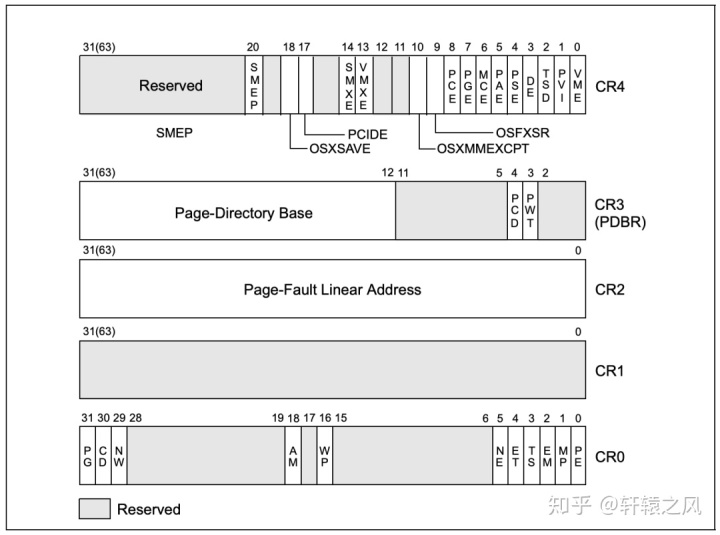 31(63) 20 18 17 14 13 12 11 10 9 8 7 6 5 4 3 2 1 0
Reserved SMEP SMXE VMXE PCE PGE MCE PAE PSE DE TSD PVI VME CR4
SMEP PCIDE OSFXSR
OSXSAVE OSXMMEXCPT
31(63) 12 11 5 4 3 2
Page-Directory Base PCD PWT CR3
(PDBR)
31(63) 0
Page-Fault Linear Address CR2
31(63) 0
CR1
31 30 29 28 19 18 17 16 15 6 5 4 3 2 1 0
PG CD NW AM WP NE ET TS EM MP PE CR0
Reserved
知乎 @轩辕之风